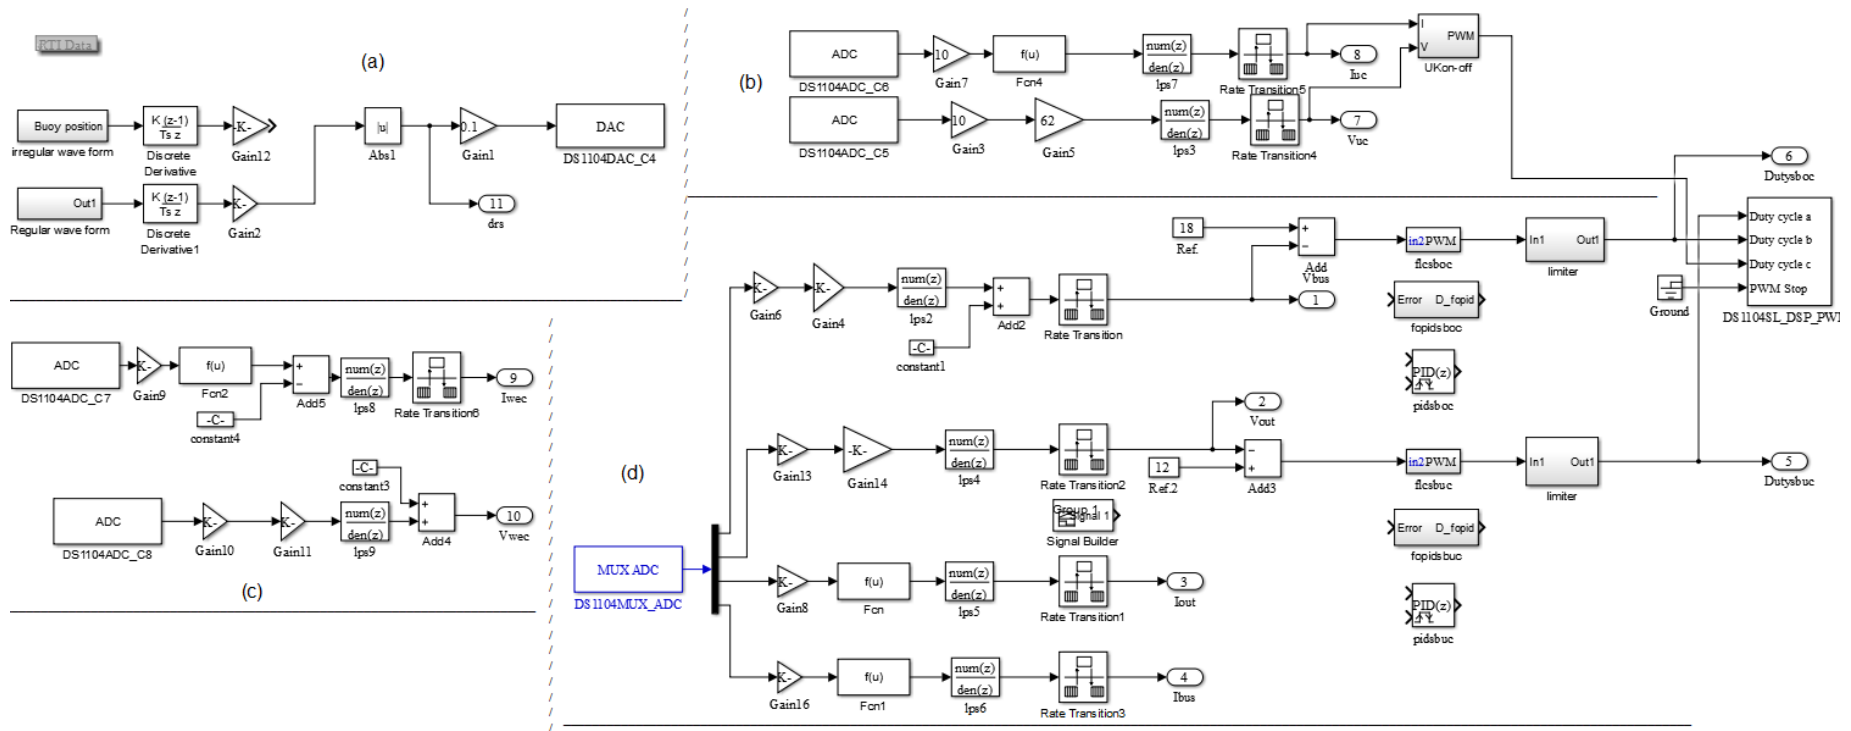 RTI Data
(a)
Buoy position
irregular wave form
K (z-1)
Ts z
Discrete
Derivative
-K-
Gain12
Out1
Regular wave form
K (z-1)
Ts z
Discrete
Derivative1
K-
Gain2
|u|
Abs1
0.1
Gain1
DAC
DS1104DAC_C4
11
drs
(b)
ADC
DS1104ADC_C6
10
Gain7
f(u)
Fcn4
num(z)
den(z)
lps7
Rate Transition5
8
Iuc
I
V
PWM
UKon-off
ADC
DS1104ADC_C5
10
Gain3
62
Gain5
num(z)
den(z)
lps3
Rate Transition4
7
Vuc
6
Dutysboc
Duty cycle a
Duty cycle b
Duty cycle c
PWM Stop
DS1104SL_DSP_PWM
Ground
(c)
ADC
DS1104ADC_C7
K-
Gain9
f(u)
Fcn2
-C-
constant4
+
−
Add5
num(z)
den(z)
lps8
Rate Transition6
9
Iwec
-C-
constant3
ADC
DS1104ADC_C8
K-
Gain10
K-
Gain11
num(z)
den(z)
lps9
+
+
Add4
10
Vwec
(d)
MUX ADC
DS1104MUX_ADC
K-
Gain6
-K-
Gain4
num(z)
den(z)
lps2
-C-
constant1
+
+
Add2
Rate Transition
18
Ref.
+
−
Add
Vbus
1
in2PWM
flcsboc
In1
Out1
limiter
Error
D_fopid
fopidsboc
PID(z)
pidsboc
K-
Gain13
-K-
Gain14
num(z)
den(z)
lps4
Rate Transition2
2
Vout
12
Ref.2
−
+
Add3
in2PWM
flcsbuc
In1
Out1
limiter
5
Dutysbuc
Group 1
Signal 1
Signal Builder
Error
D_fopid
fopidsbuc
PID(z)
pidsbuc
K-
Gain8
f(u)
Fcn
num(z)
den(z)
lps5
Rate Transition1
3
Iout
K-
Gain16
f(u)
Fcn1
num(z)
den(z)
lps6
Rate Transition3
4
Ibus